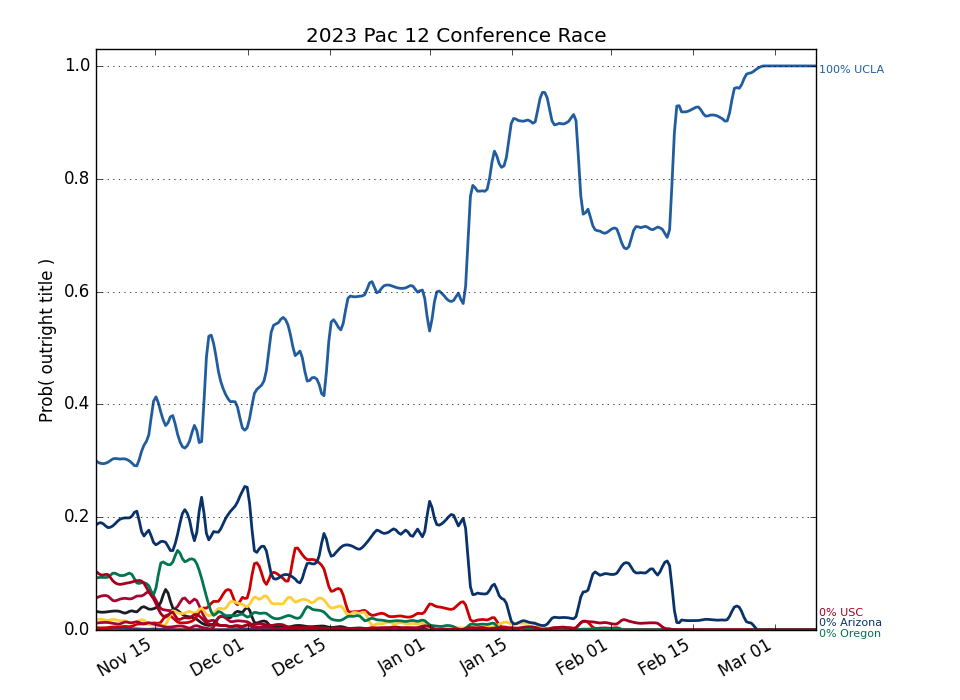 2023 Pac 12 Conference Race
Prob( outright title )
1.0
0.8
0.6
0.4
0.2
0.0
100% UCLA
0% USC
0% Arizona
0% Oregon
Nov 15
Dec 01
Dec 15
Jan 01
Jan 15
Feb 01
Feb 15
Mar 01